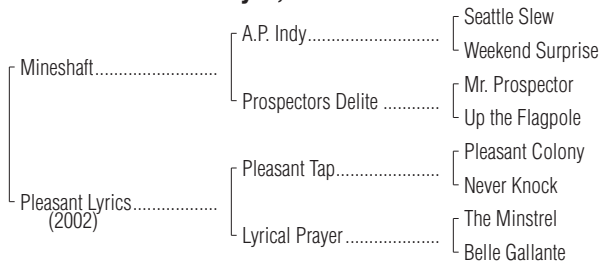 Seattle Slew
A.P. Indy
Weekend Surprise
Mineshaft
Mr. Prospector
Prospectors Delite
Up the Flagpole
Pleasant Colony
Pleasant Tap
Never Knock
Pleasant Lyrics
(2002)
The Minstrel
Lyrical Prayer
Belle Gallante